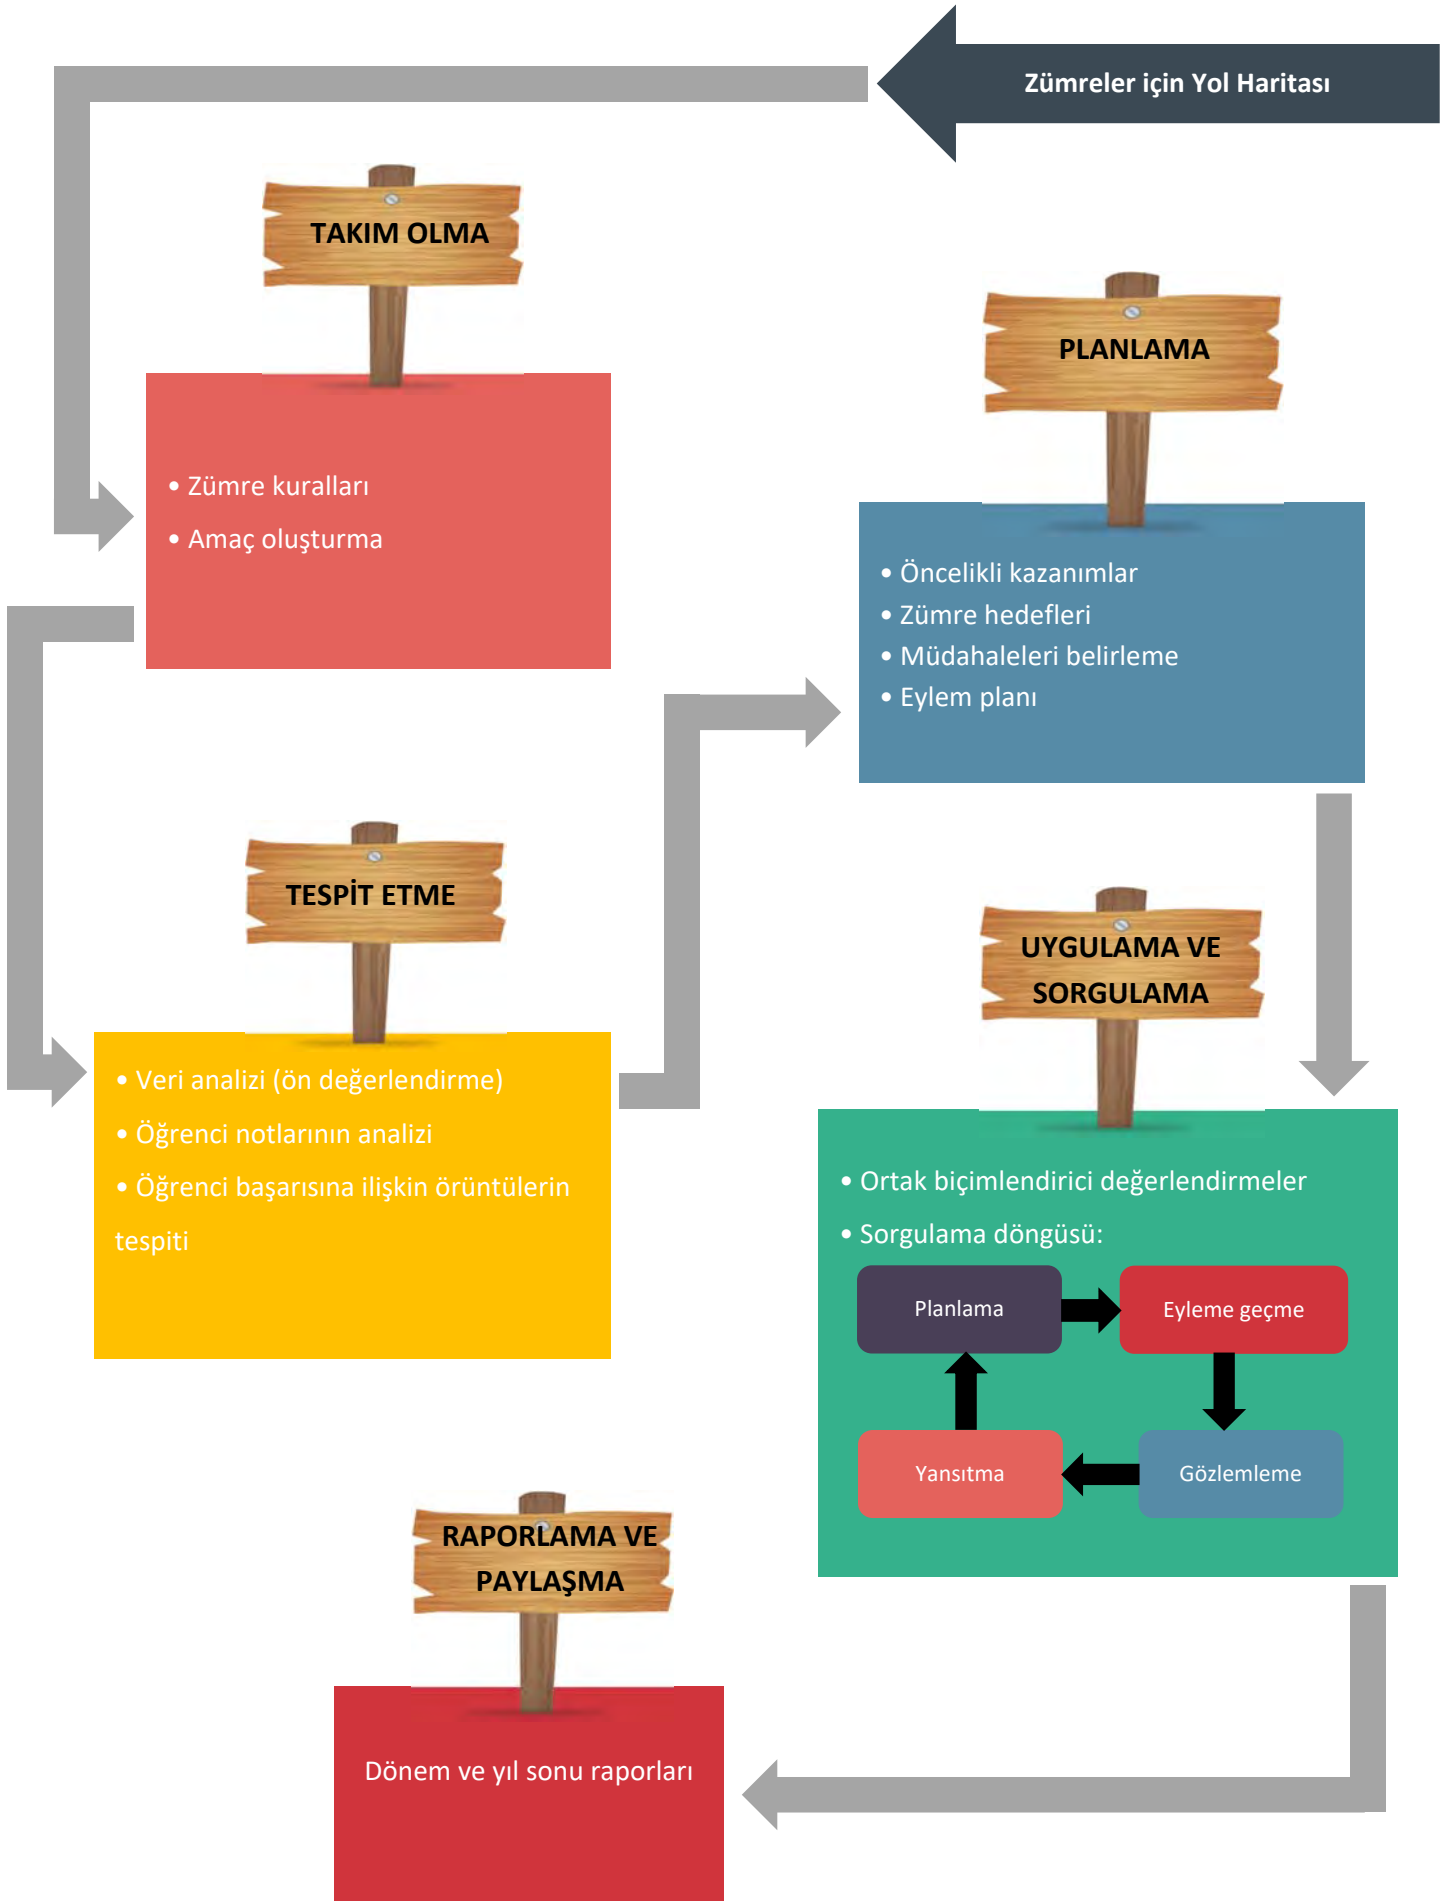 Zümreler için Yol Haritası
TAKIM OLMA
• Zümre kuralları
• Amaç oluşturma
TESPİT ETME
• Veri analizi (ön değerlendirme)
• Öğrenci notlarının analizi
• Öğrenci başarısına ilişkin örüntülerin
tespiti
PLANLAMA
• Öncelikli kazanımlar
• Zümre hedefleri
• Müdahaleleri belirleme
• Eylem planı
UYGULAMA VE
SORGULAMA
• Ortak biçimlendirici değerlendirmeler
• Sorgulama döngüsü:
Planlama
Eyleme geçme
Gözlemleme
Yansıtma
RAPORLAMA VE
PAYLAŞMA
Dönem ve yıl sonu raporları